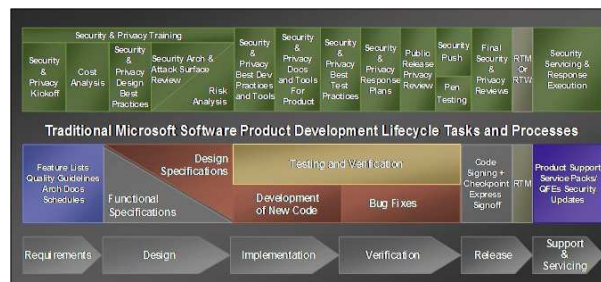 Security & Privacy Training
Security
&
Privacy
Kickoff
Cost
Analysis
Security
&
Privacy
Design
Best
Practices
Security Arch &
Attack Surface
Review
Risk
Analysis
Security
&
Privacy
Best Dev
Practices
and Tools
Security
&
Privacy
Docs
and Tools
For
Product
Security
&
Privacy
Best Test
Practices
Security
&
Privacy
Response
Plans
Public
Release
Privacy
Review
Security
Push
Pen
Testing
Final
Security
&
Privacy
Reviews
RTM
Or
RTW
Security
Servicing &
Response
Execution
Traditional Microsoft Software Product Development Lifecycle Tasks and Processes
Feature Lists
Quality Guidelines
Arch Docs
Schedules
Design
Specifications
Functional
Specifications
Testing and Verification
Development
of New Code
Bug Fixes
Code
Signing +
Checkpoint
Express
Signoff
RTM
Product Support
Service Packs/
QFEs Security
Updates
Requirements
Design
Implementation
Verification
Release
Support
&
Servicing